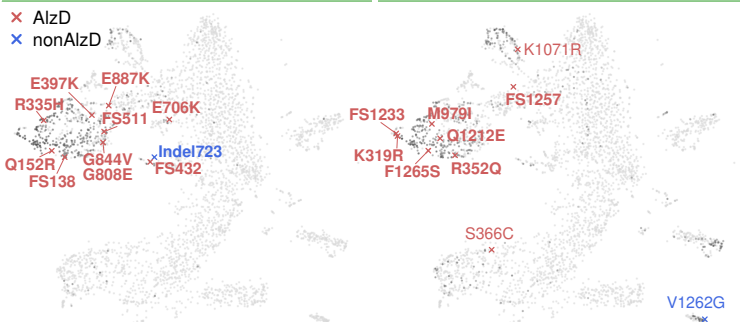 AlzD
nonAlzD
E397K
E887K
R335H
FS511
E706K
Q152R
FS138
G844V
G808E
Indel723
FS432
K1071R
FS1257
FS1233
M979I
Q1212E
K319R
F1265S
R352Q
S366C
V1262G